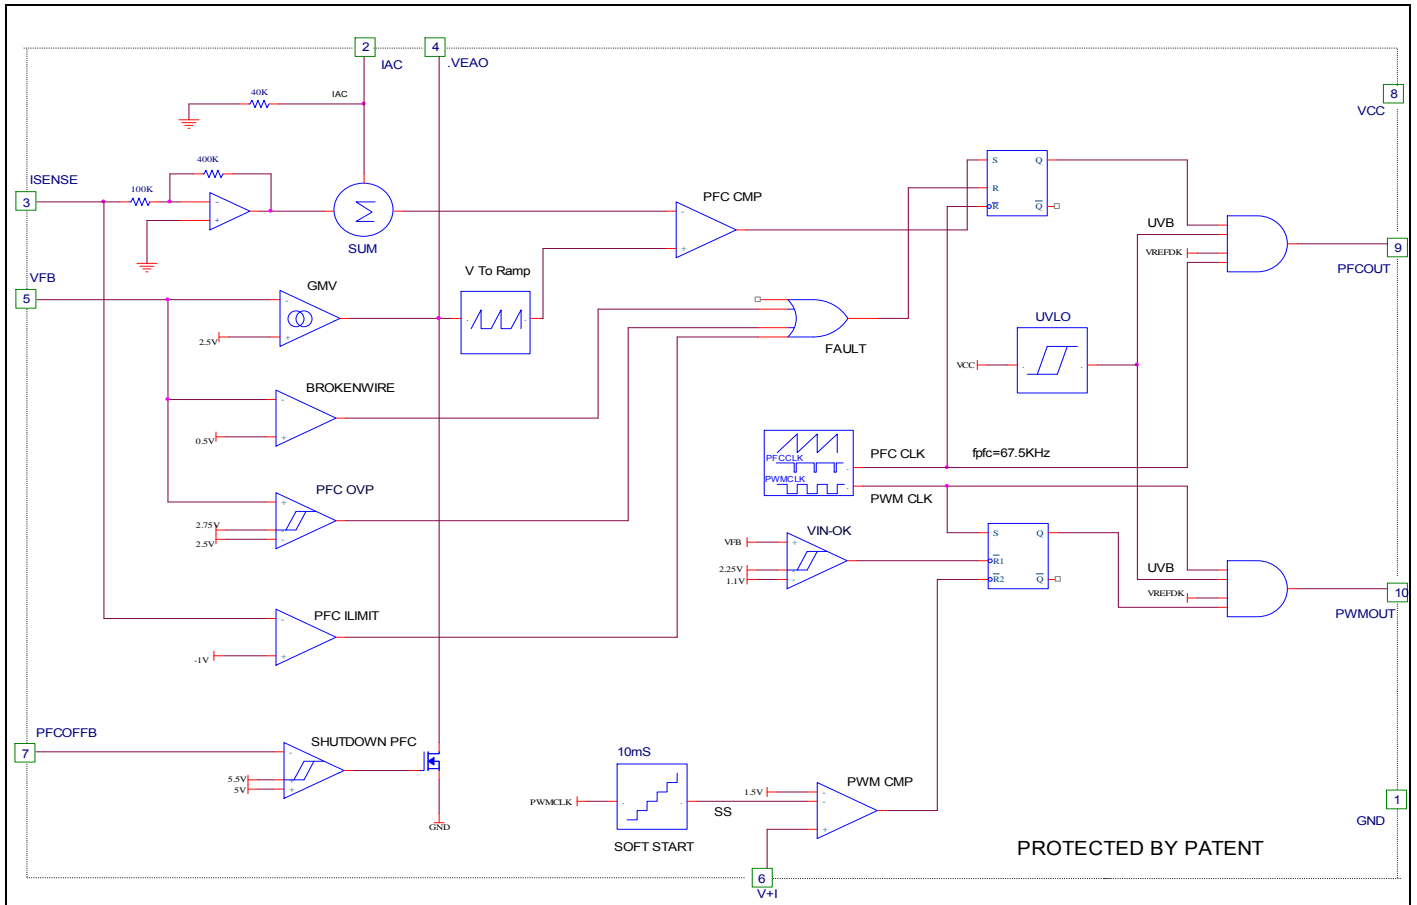 2
4
IAC
.VEAO
8
VCC
40K
IAC
ISENSE
3
400K
100K
-
+
Σ
SUM
PFC CMP
-
+
S
Q
R
R
Q
UVB
VREFDK
9
PFCOUT
VFB
5
GMV
-
+
2.5V
V To Ramp
FAULT
UVLO
VCC
BROKENWIRE
-
+
0.5V
PFCCLK
PWMCLK
PFC CLK
fpfc=67.5KHz
PWM CLK
PFC OVP
+
-
2.75V
2.5V
VIN-OK
VFB
+
-
2.25V
1.1V
S
Q
R1
R2
Q
UVB
VREFDK
10
PWMOUT
PFC ILIMIT
-
+
-1V
PFCOFFB
7
SHUTDOWN PFC
-
+
+
5.5V
5V
GND
10mS
PWMCLK
SS
SOFT START
PWM CMP
1.5V
-
-
+
1
GND
PROTECTED BY PATENT
6
V+I